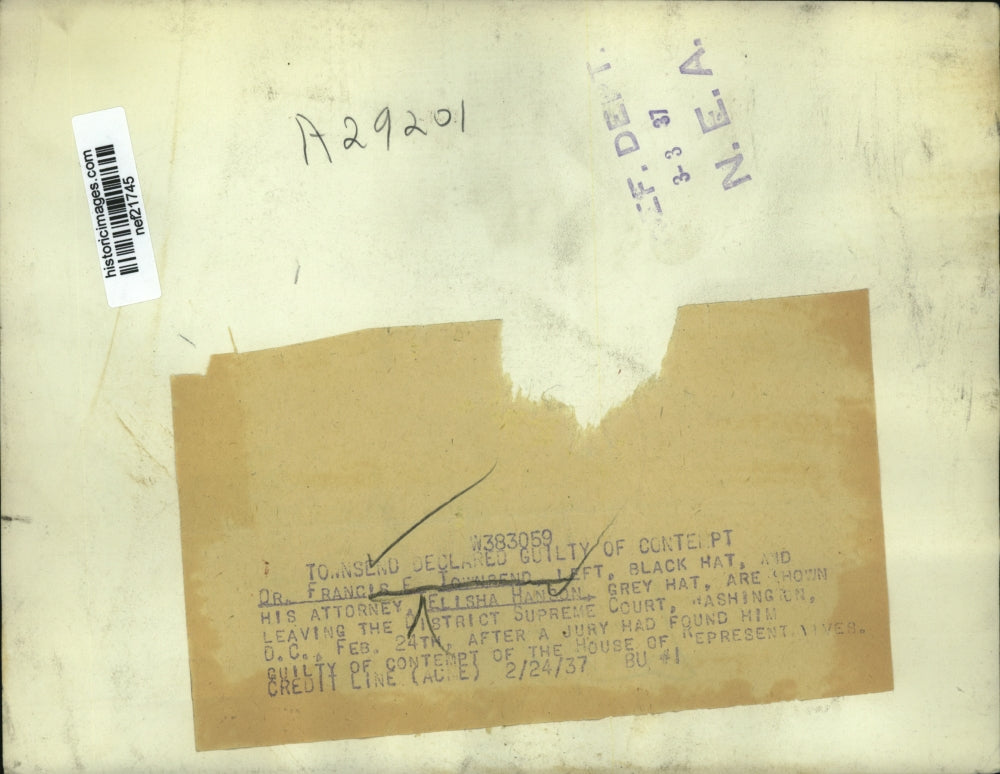 historicimages.com
nef21745
A29201
EF. DEPT.
3-3 37
N. E. A.
W383059
TOWNSEND DECLARED GUILTY OF CONTEMPT
DR. FRANCIS E. TOWNSEND, LEFT, BLACK HAT, AND
HIS ATTORNEY, ELISHA HANSON, GREY HAT, ARE SHOWN
LEAVING THE DISTRICT SUPREME COURT, WASHINGTON,
D.C., FEB. 24TH, AFTER A JURY HAD FOUND HIM
GUILTY OF CONTEMPT OF THE HOUSE OF REPRESENTATIVES.
CREDIT LINE (ACME) 2/24/37 BU #1